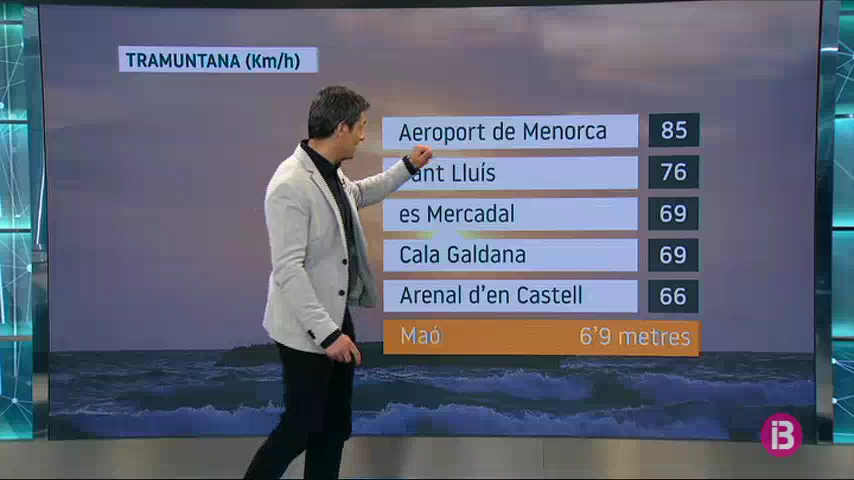 TRAMUNTANA (Km/h)
Aeroport de Menorca 85
ant Lluís 76
es Mercadal 69
Cala Galdana 69
Arenal d'en Castell 66
Maó 6'9 metres
IB